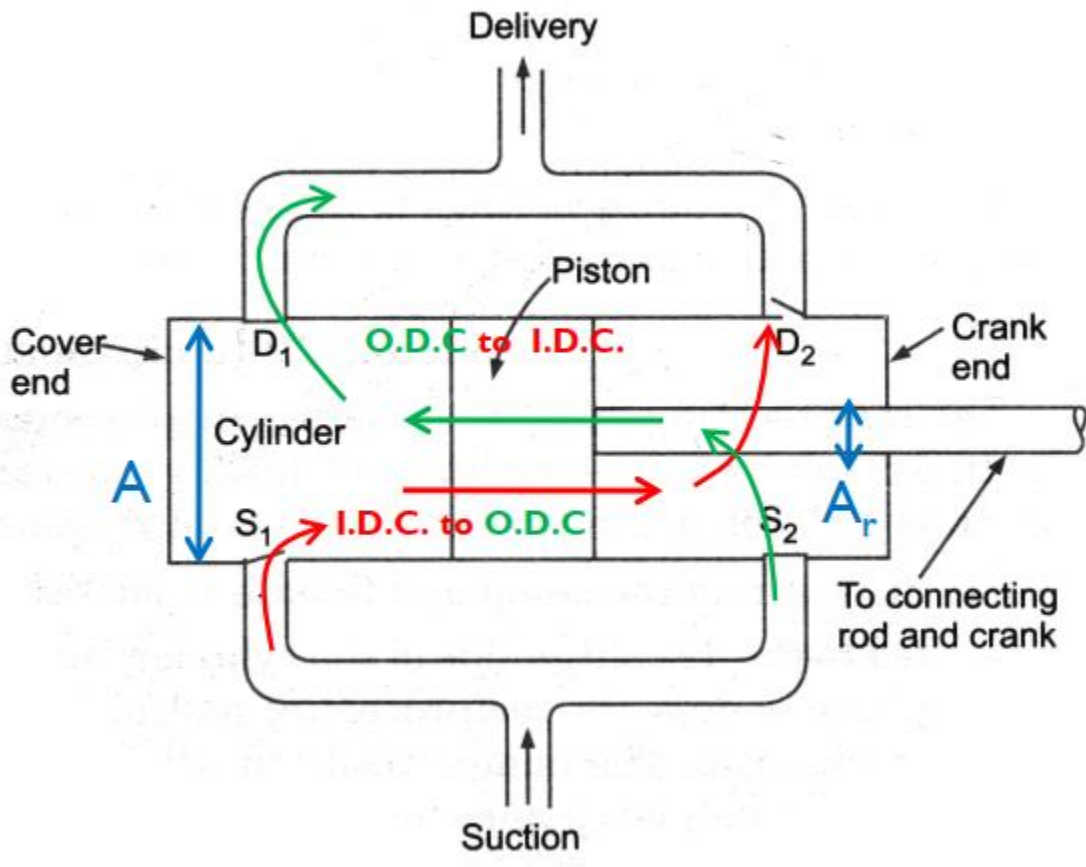 Delivery
Piston
Cover
end
D1
O.D.C to I.D.C.
D2
Crank
end
Cylinder
A
S1
I.D.C. to O.D.C
S2
Ar
To connecting
rod and crank
Suction